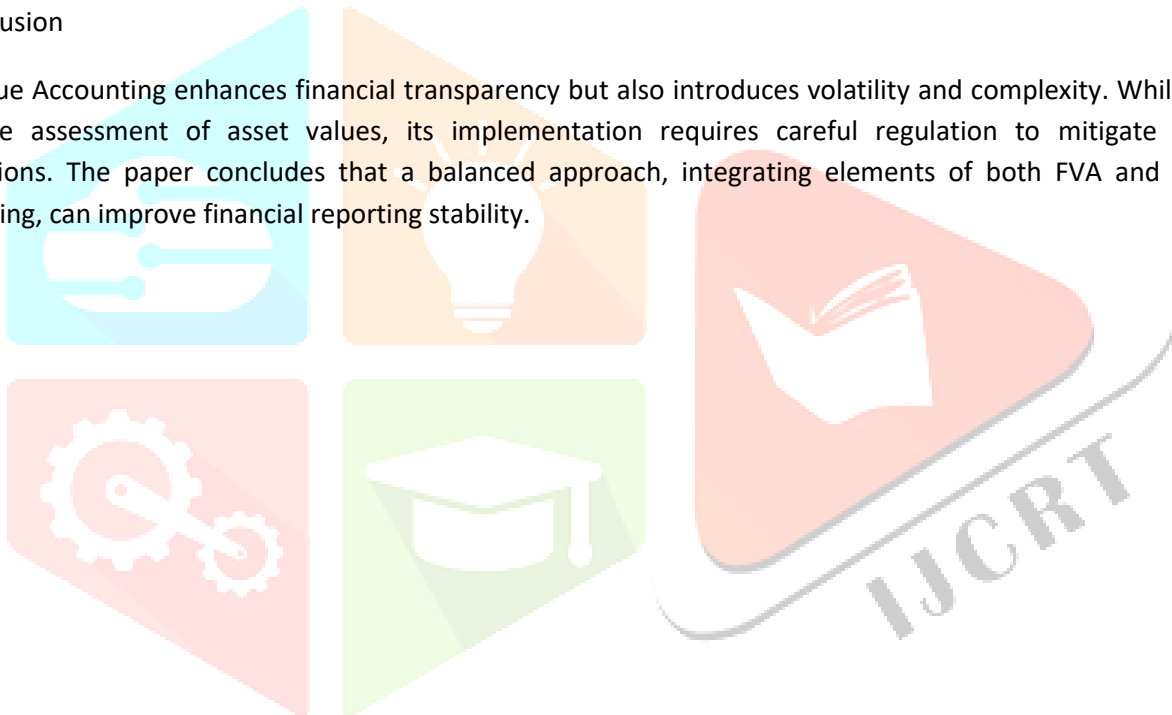 usion
ue Accounting enhances financial transparency but also introduces volatility and complexity. Whil
e assessment of asset values, its implementation requires careful regulation to mitigate
ions. The paper concludes that a balanced approach, integrating elements of both FVA and
ing, can improve financial reporting stability.
IJCRT